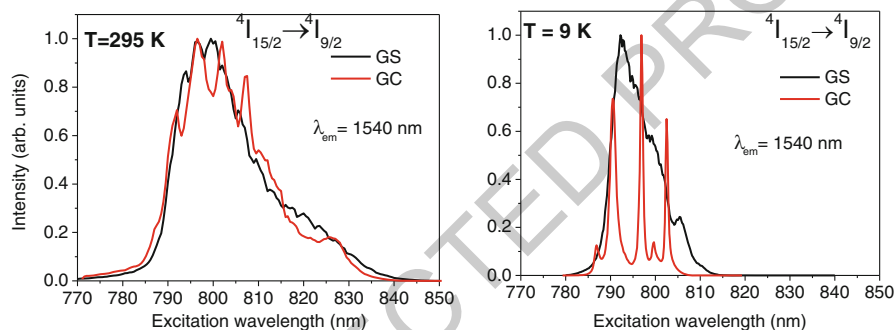 T=295 K
⁴I₁₅/₂→⁴I₉/₂
GS
GC
λem= 1540 nm
1.0
0.8
0.6
0.4
0.2
0.0
Intensity (arb. units)
770 780 790 800 810 820 830 840 850
Excitation wavelength (nm)
T = 9 K
⁴I₁₅/₂→⁴I₉/₂
GS
GC
λem= 1540 nm
1.0
0.8
0.6
0.4
0.2
0.0
770 780 790 800 810 820 830 840 850
Excitation wavelength (nm)
CTED PRO